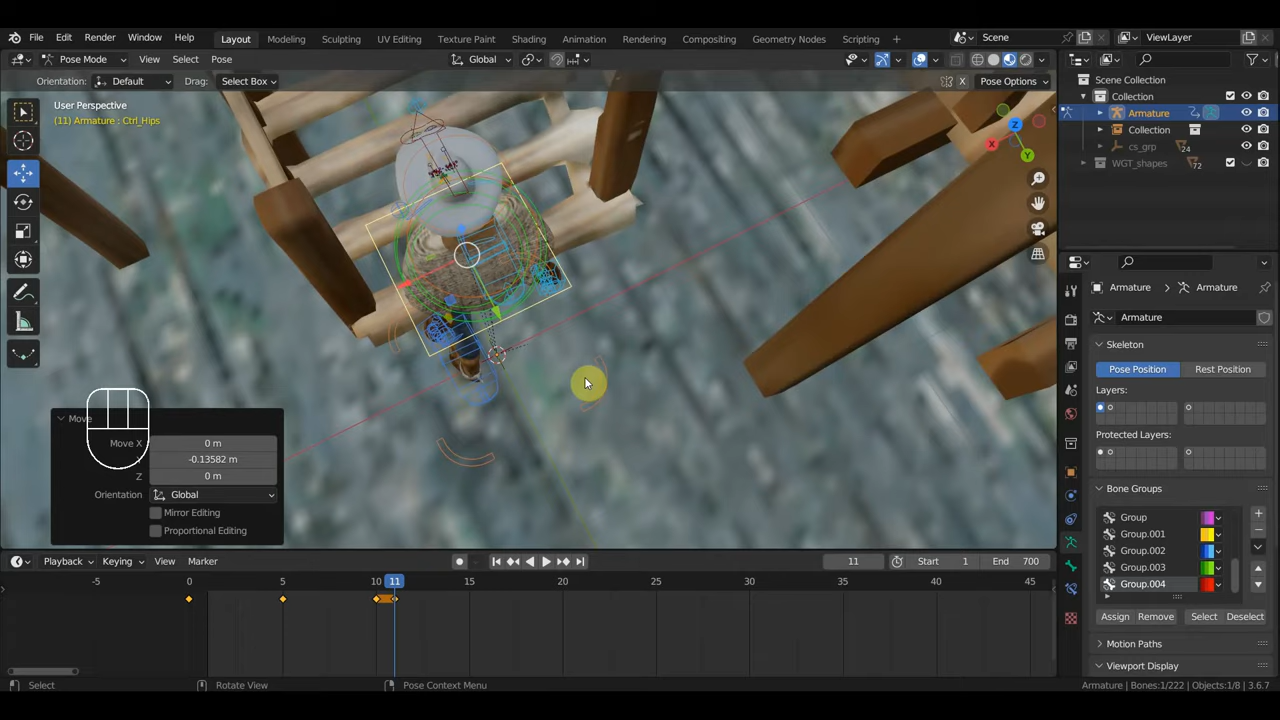 File Edit Render Window Help Layout Modeling Sculpting UV Editing Texture Paint Shading Animation Rendering Compositing Geometry Nodes Scripting + Scene ViewLayer
Pose Mode View Select Pose Global
Orientation: Default Drag: Select Box X Pose Options
User Perspective
(11) Armature : Ctrl_Hips
Scene Collection
Collection
Armature
Collection
cs_grp 24
WGT_shapes 72
X Y Z
Armature > Armature
Armature
Skeleton
Pose Position Rest Position
Layers:
Protected Layers:
Bone Groups
Group
Group.001
Group.002
Group.003
Group.004
Assign Remove Select Deselect
Motion Paths
Viewport Display
Move
Move X 0 m
-0.13582 m
Z 0 m
Orientation Global
Mirror Editing
Proportional Editing
Playback Keying View Marker 11 Start 1 End 700
-5 0 5 10 11 15 20 25 30 35 40 45
Select Rotate View Pose Context Menu Armature | Bones:1/222 | Objects:1/8 | 3.6.7